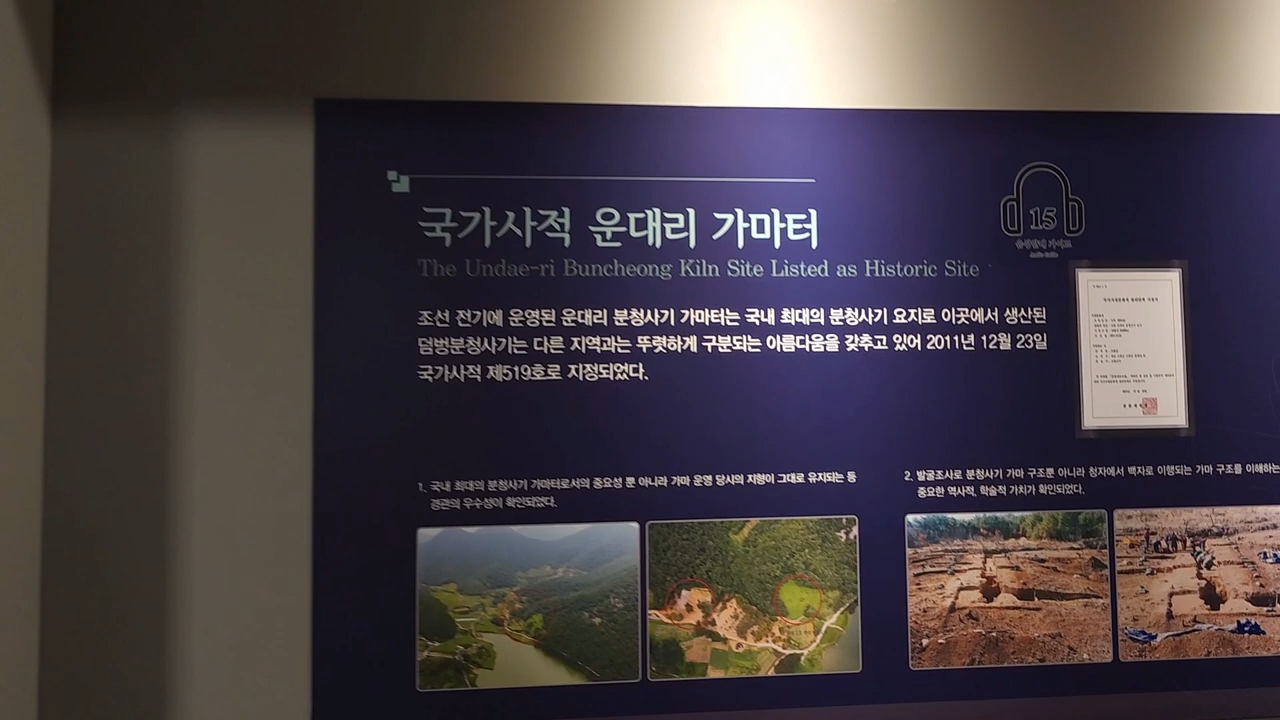 국가사적 운대리 가마터
The Undae-ri Buncheong Kiln Site Listed as Historic Site
15
음성안내 가이드
Audio Guide
조선 전기에 운영된 운대리 분청사기 가마터는 국내 최대의 분청사기 요지로 이곳에서 생산된
덤벙분청사기는 다른 지역과는 뚜렷하게 구분되는 아름다움을 갖추고 있어 2011년 12월 23일
국가사적 제519호로 지정되었다.
1. 국내 최대의 분청사기 가마터로서의 중요성 뿐 아니라 가마 운영 당시의 지형이 그대로 유지되는 등
경관의 우수성이 확인되었다.
2. 발굴조사로 분청사기 가마 구조뿐 아니라 청자에서 백자로 이행되는 가마 구조를 이해하는
중요한 역사적, 학술적 가치가 확인되었다.